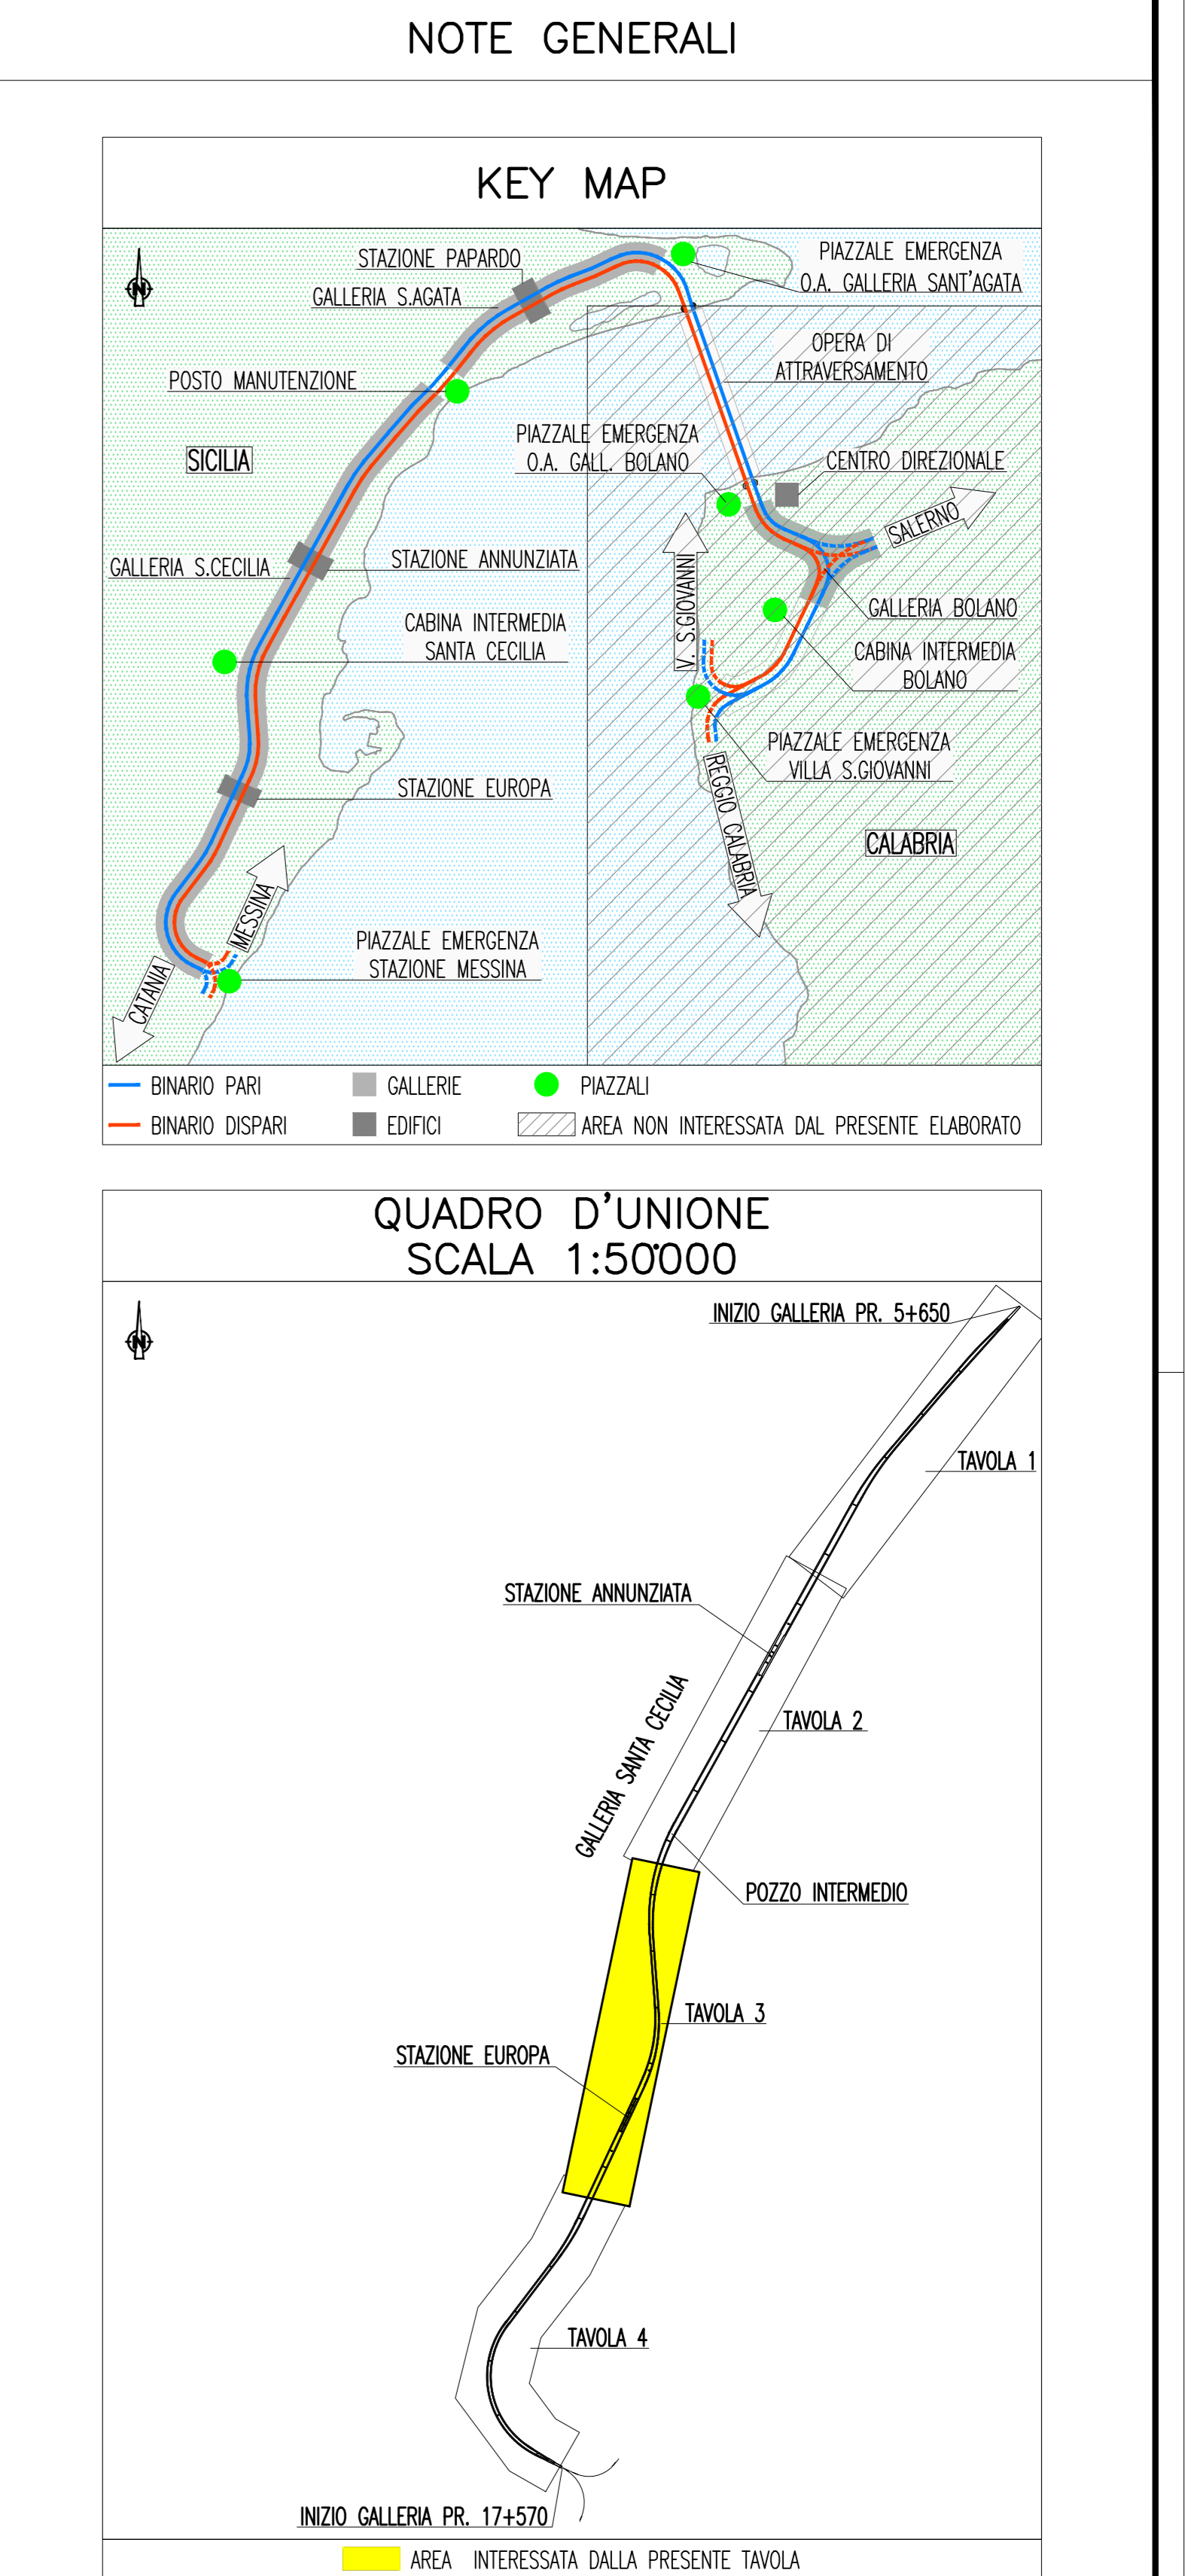 NOTE GENERALI
KEY MAP
N
STAZIONE PAPARDO
GALLERIA S.AGATA
PIAZZALE EMERGENZA
O.A. GALLERIA SANT'AGATA
OPERA DI
ATTRAVERSAMENTO
POSTO MANUTENZIONE
SICILIA
PIAZZALE EMERGENZA
O.A. GALL. BOLANO
CENTRO DIREZIONALE
SALERNO
V. S.GIOVANNI
GALLERIA S.CECILIA
STAZIONE ANNUNZIATA
GALLERIA BOLANO
CABINA INTERMEDIA
SANTA CECILIA
CABINA INTERMEDIA
BOLANO
PIAZZALE EMERGENZA
VILLA S.GIOVANNI
STAZIONE EUROPA
REGGIO CALABRIA
CALABRIA
MESSINA
PIAZZALE EMERGENZA
STAZIONE MESSINA
CATANIA
BINARIO PARI
GALLERIE
PIAZZALI
BINARIO DISPARI
EDIFICI
AREA NON INTERESSATA DAL PRESENTE ELABORATO
QUADRO D'UNIONE
SCALA 1:50'000
N
INIZIO GALLERIA PR. 5+650
TAVOLA 1
STAZIONE ANNUNZIATA
GALLERIA SANTA CECILIA
TAVOLA 2
POZZO INTERMEDIO
TAVOLA 3
STAZIONE EUROPA
TAVOLA 4
INIZIO GALLERIA PR. 17+570
AREA INTERESSATA DALLA PRESENTE TAVOLA